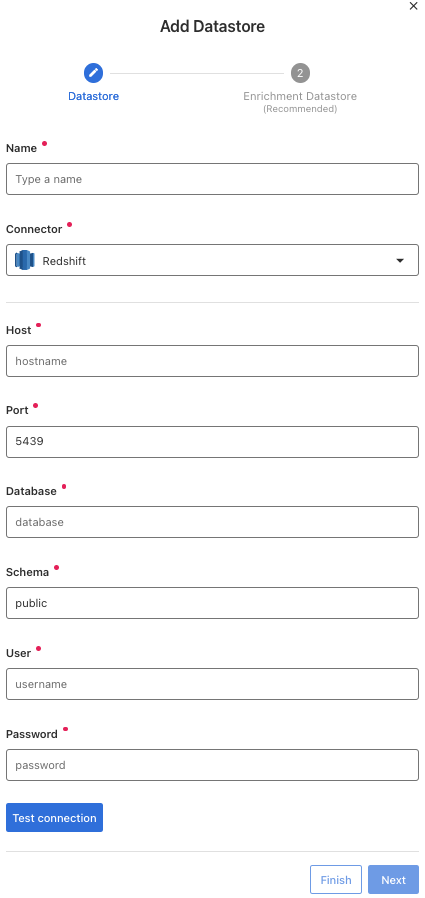 Add Datastore
2
Datastore
Enrichment Datastore
(Recommended)
Name
Type a name
Connector
Redshift
Host
hostname
Port
5439
Database
database
Schema
public
User
username
Password
password
Test connection
Finish
Next